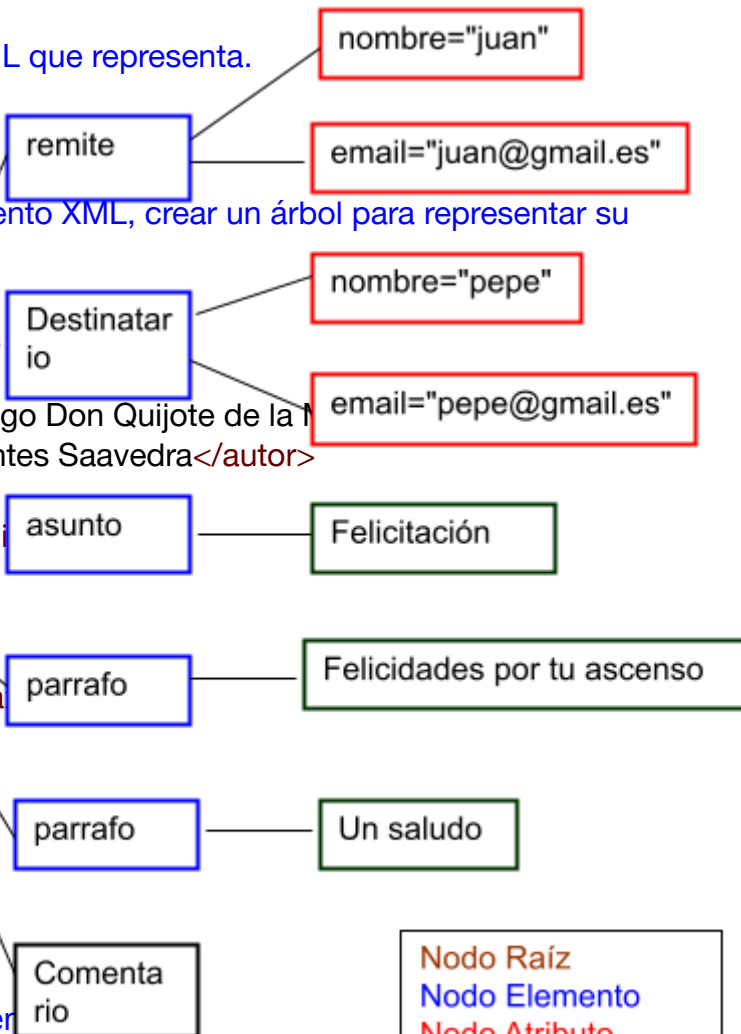 nombre="juan"
L que representa.
remite
email="juan@gmail.es"
ento XML, crear un árbol para representar su
nombre="pepe"
Destinatar
io
email="pepe@gmail.es"
go Don Quijote de la
ntes Saavedra</autor>
asunto
Felicitación
parrafo
Felicidades por tu ascenso
parrafo
Un saludo
Comenta
rio
Nodo Raíz
Nodo Elemento
Nodo Atributo